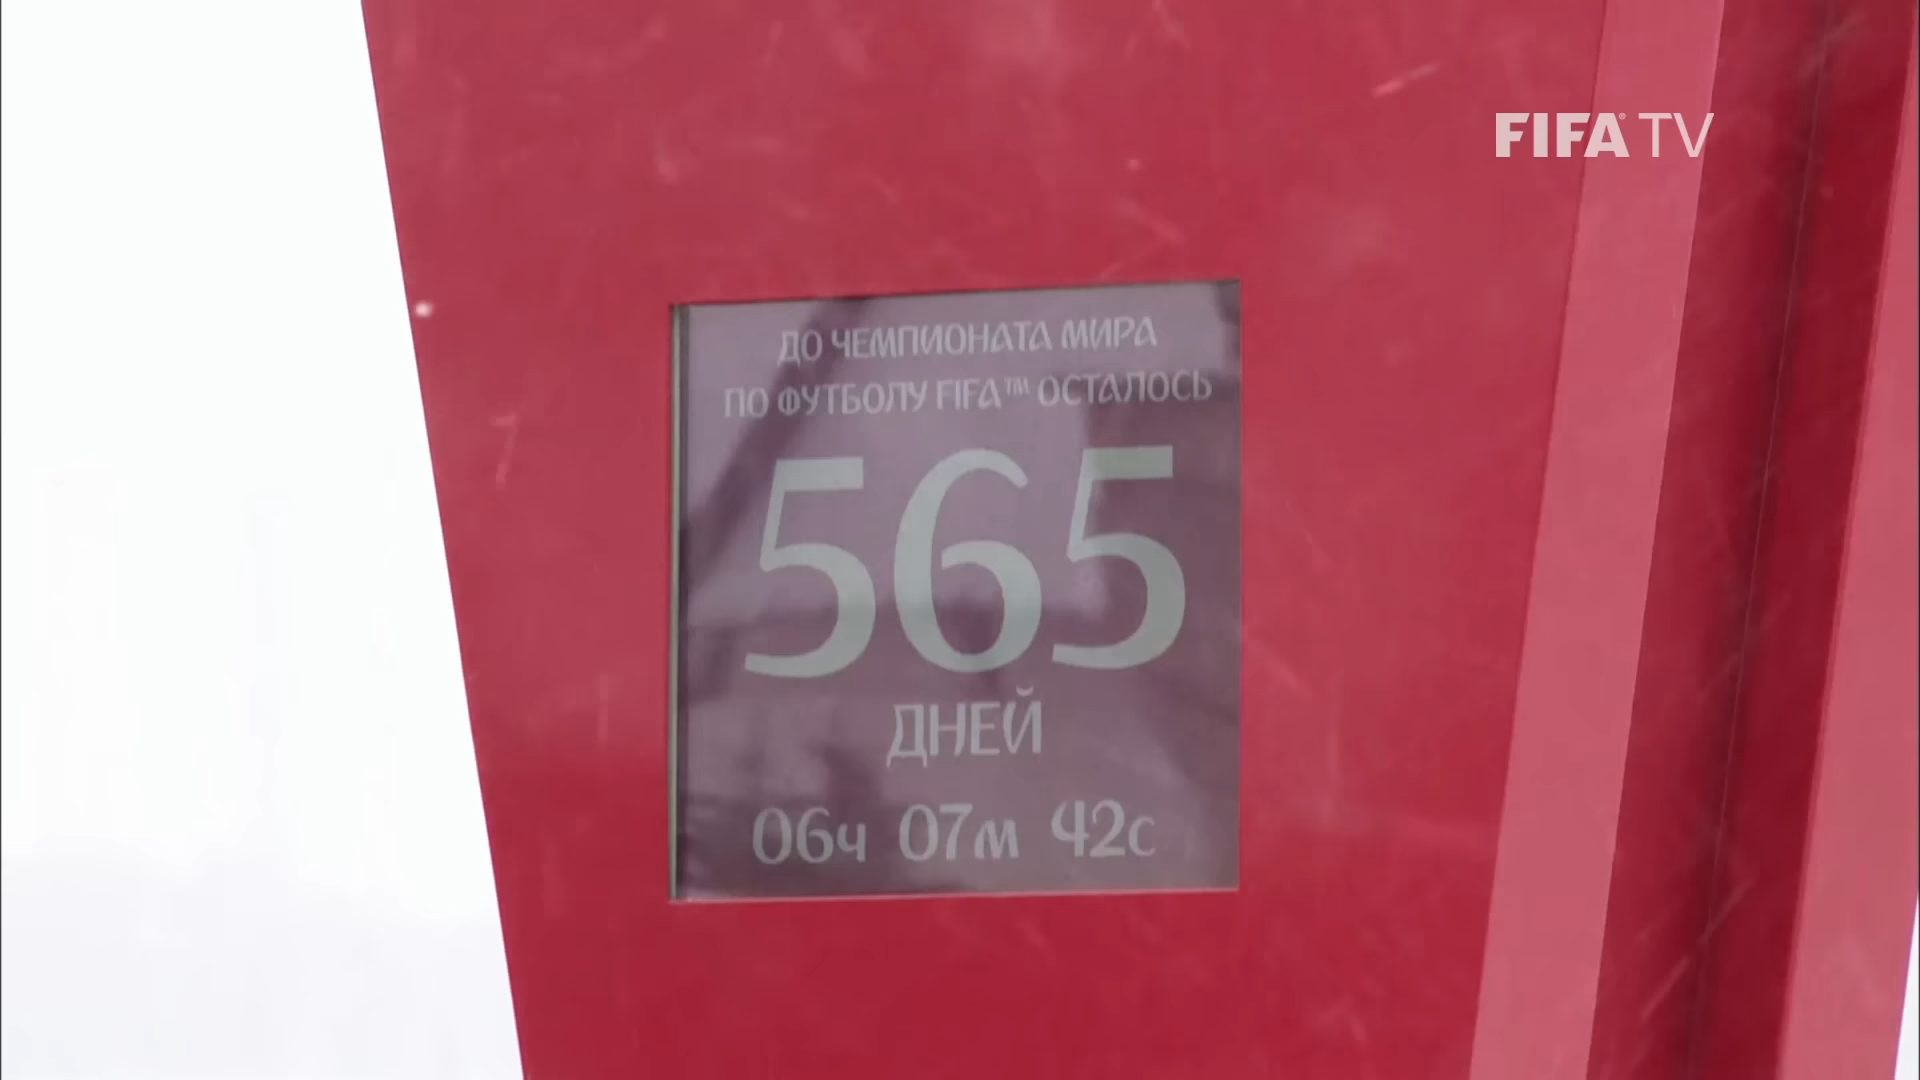 FIFA® TV
ДО ЧЕМПИОНАТА МИРА
ПО ФУТБОЛУ FIFA™ ОСТАЛОСЬ
565
ДНЕЙ
06ч 07м 42с